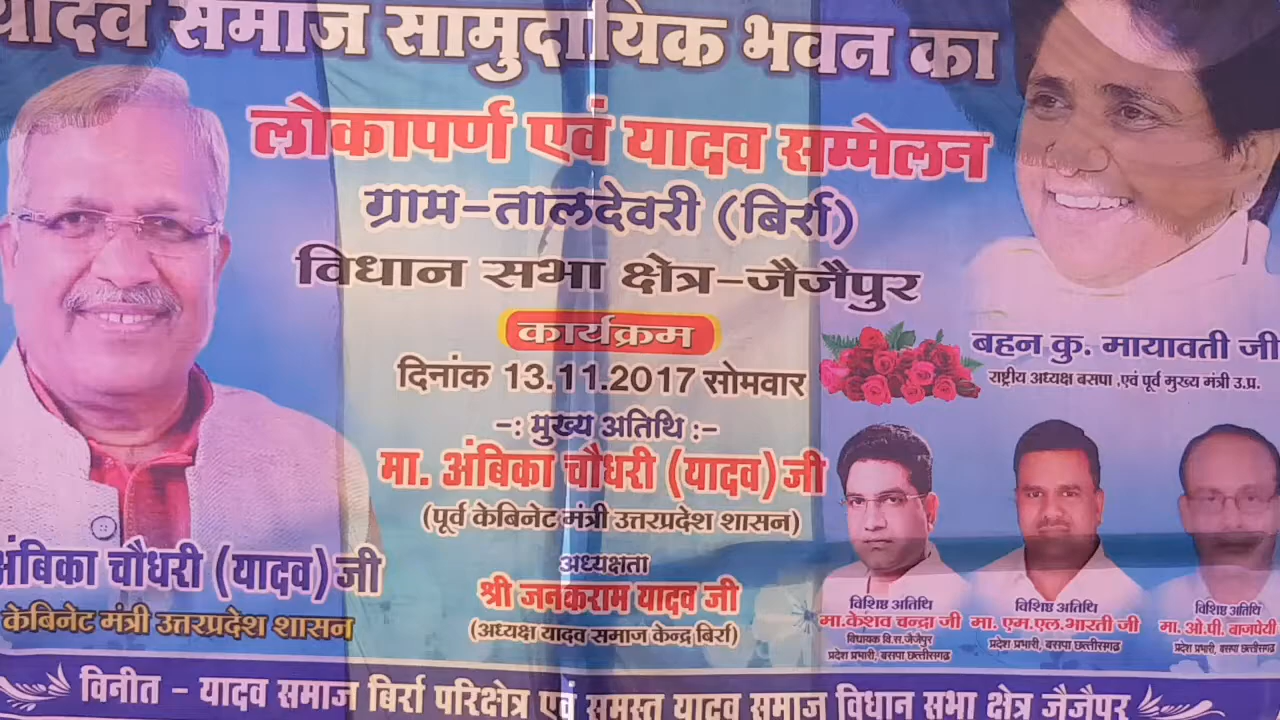 यादव समाज सामुदायिक भवन का
लोकापर्ण एवं यादव सम्मेलन
ग्राम-तालदेवरी (बिर्रा)
विधान सभा क्षेत्र-जैजैपुर
कार्यक्रम
दिनांक 13.11.2017 सोमवार
-: मुख्य अतिथि :-
मा. अंबिका चौधरी (यादव) जी
(पूर्व केबिनेट मंत्री उत्तरप्रदेश शासन)
अध्यक्षता
श्री जनकराम यादव जी
(अध्यक्ष यादव समाज केन्द्र बिर्रा)
अंबिका चौधरी (यादव) जी
केबिनेट मंत्री उत्तरप्रदेश शासन
बहन कु. मायावती जी
राष्ट्रीय अध्यक्ष बसपा ,एवं पूर्व मुख्य मंत्री उ.प्र.
विशिष्ठ अतिथि
मा.केशव चन्द्रा जी
विधायक वि.स.जैजैपुर
प्रदेश प्रभारी, बसपा छत्तीसगढ़
विशिष्ठ अतिथि
मा. एम.एल.भारती जी
प्रदेश प्रभारी, बसपा छत्तीसगढ़
विशिष्ठ अतिथि
मा. ओ.पी. बाजपेयी
प्रदेश प्रभारी, बसपा छत्तीसगढ़
विनीत - यादव समाज बिर्रा परिक्षेत्र एवं समस्त यादव समाज विधान सभा क्षेत्र जैजैपुर